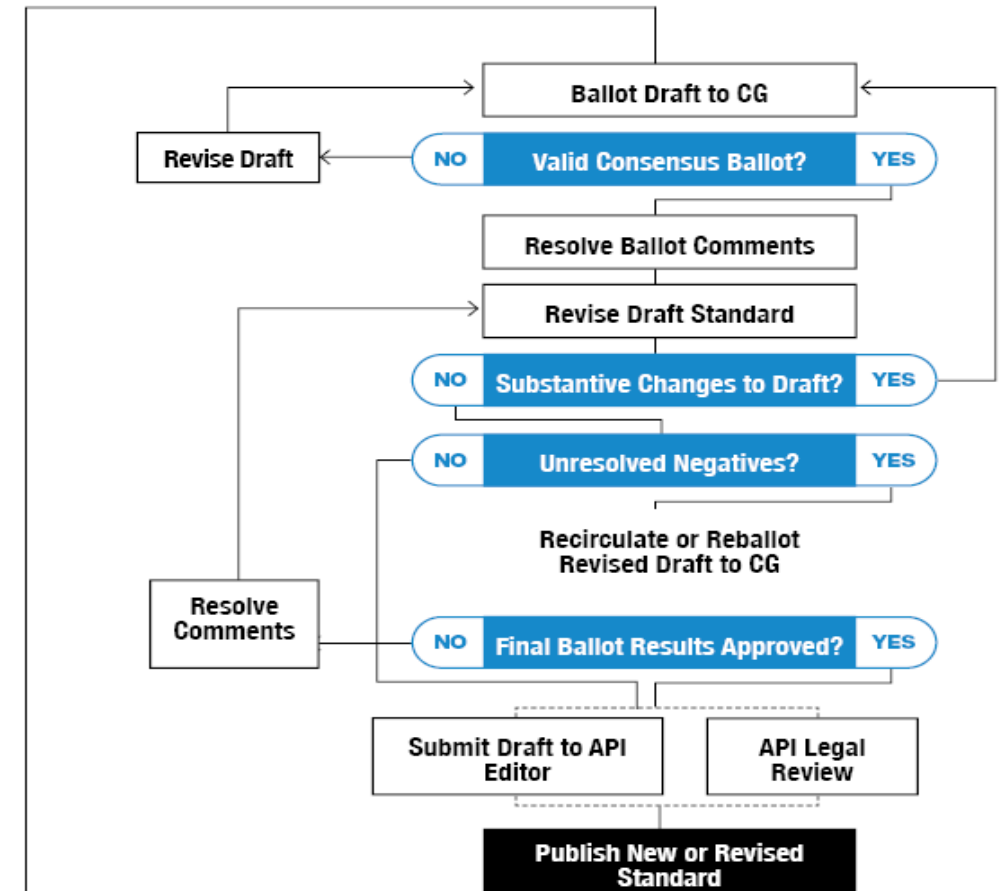 Ballot Draft to CG
Revise Draft
NO
Valid Consensus Ballot?
YES
Resolve Ballot Comments
Revise Draft Standard
NO
Substantive Changes to Draft?
YES
NO
Unresolved Negatives?
YES
Recirculate or Reballot
Revised Draft to CG
Resolve
Comments
NO
Final Ballot Results Approved?
YES
Submit Draft to API
Editor
API Legal
Review
Publish New or Revised
Standard